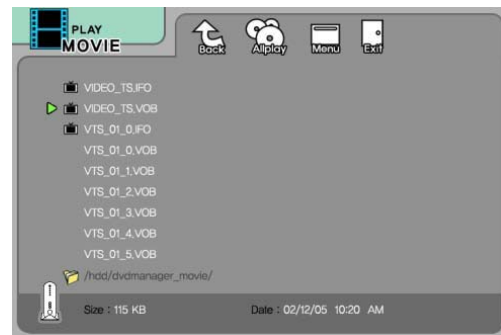 PLAY
MOVIE
Back Allplay Menu Exit
VIDEO_TS.IFO
VIDEO_TS.VOB
VTS_01_0.IFO
VTS_01_0.VOB
VTS_01_1.VOB
VTS_01_2.VOB
VTS_01_3.VOB
VTS_01_4.VOB
VTS_01_5.VOB
/hdd/dvdmanager_movie/
Size : 115 KB Date : 02/12/05 10:20 AM